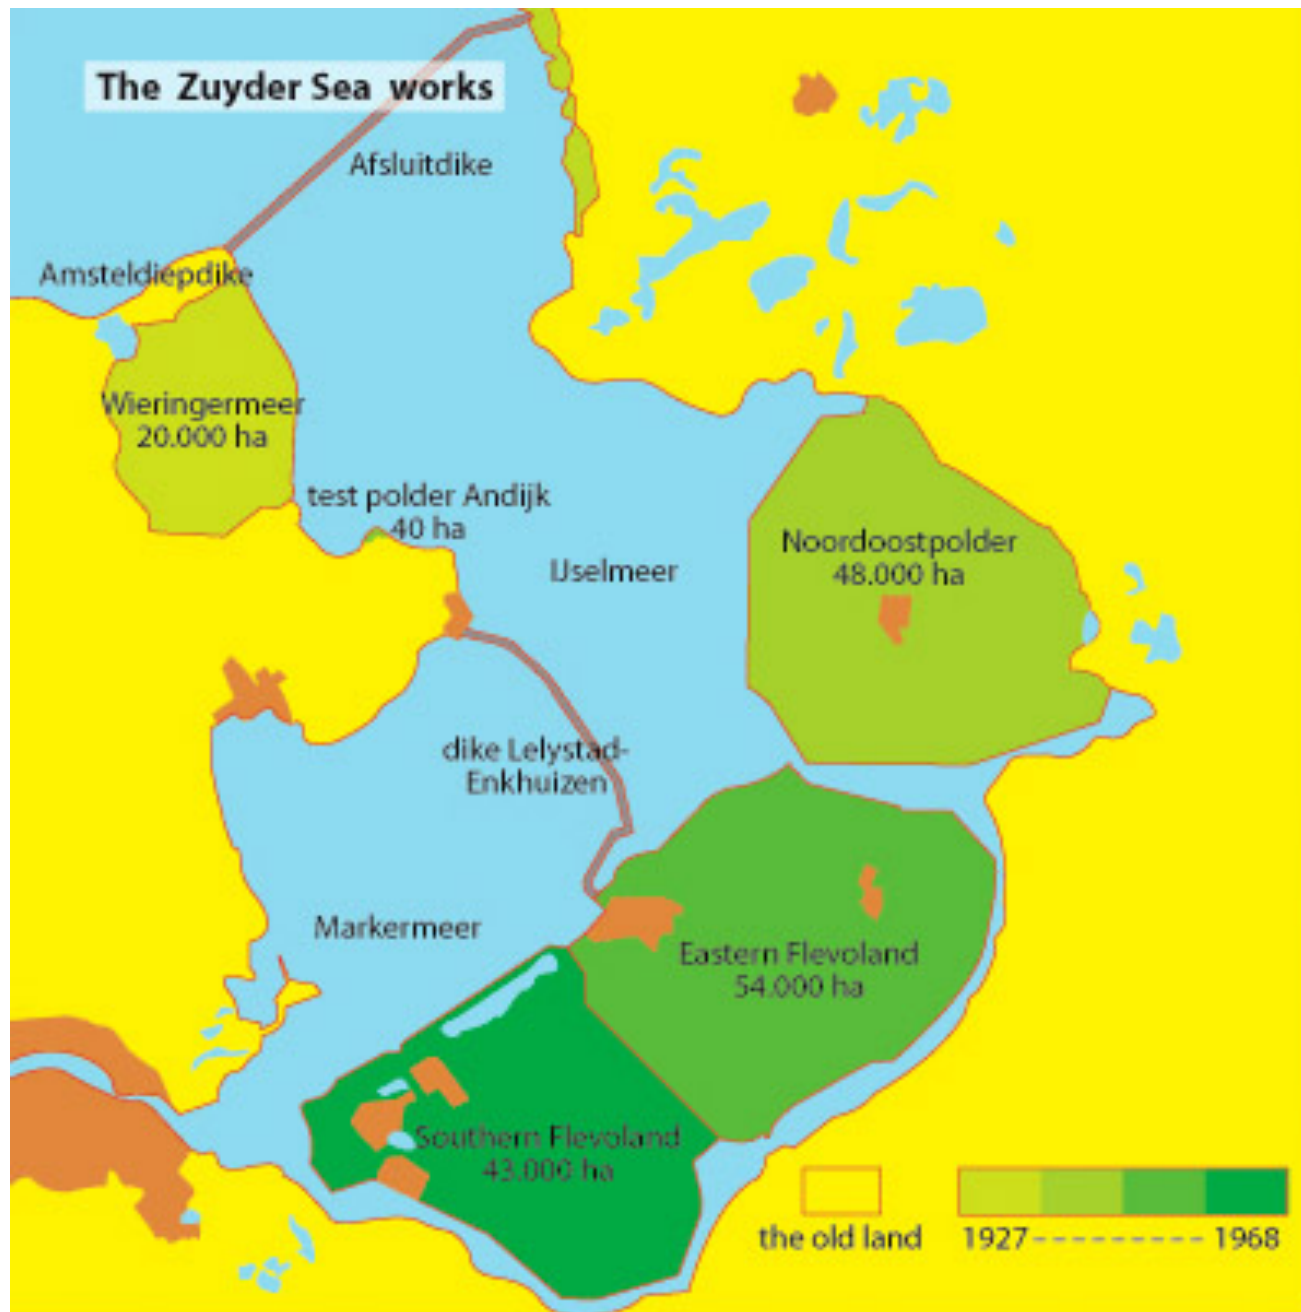 The Zuyder Sea works
Afsluitdike
Amsteldiepdike
Wieringermeer
20.000 ha
test polder Andijk
40 ha
IJselmeer
Noordoostpolder
48.000 ha
dike Lelystad-
Enkhuizen
Markermeer
Eastern Flevoland
54.000 ha
Southern Flevoland
43.000 ha
the old land
1927---------1968